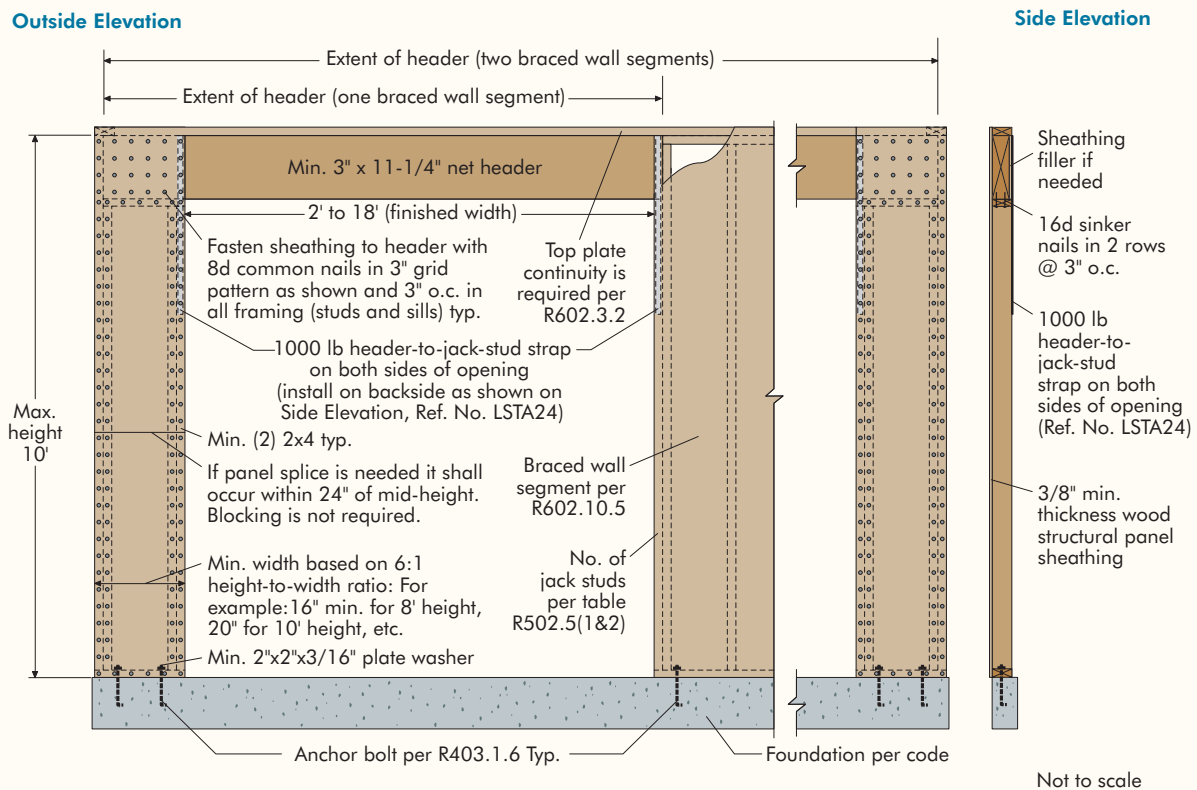 Outside Elevation
Side Elevation
Extent of header (two braced wall segments)
Extent of header (one braced wall segment)
Min. 3" x 11-1/4" net header
2' to 18' (finished width)
Fasten sheathing to header with
8d common nails in 3" grid
pattern as shown and 3" o.c. in
all framing (studs and sills) typ.
Top plate
continuity is
required per
R602.3.2
1000 lb header-to-jack-stud strap
on both sides of opening
(install on backside as shown on
Side Elevation, Ref. No. LSTA24)
Max.
height
10'
Min. (2) 2x4 typ.
If panel splice is needed it shall
occur within 24" of mid-height.
Blocking is not required.
Braced wall
segment per
R602.10.5
Min. width based on 6:1
height-to-width ratio: For
example:16" min. for 8' height,
20" for 10' height, etc.
No. of
jack studs
per table
R502.5(1&2)
Min. 2"x2"x3/16" plate washer
Anchor bolt per R403.1.6 Typ.
Foundation per code
Sheathing
filler if
needed
16d sinker
nails in 2 rows
@ 3" o.c.
1000 lb
header-to-
jack-stud
strap on both
sides of opening
(Ref. No. LSTA24)
3/8" min.
thickness wood
structural panel
sheathing
Not to scale